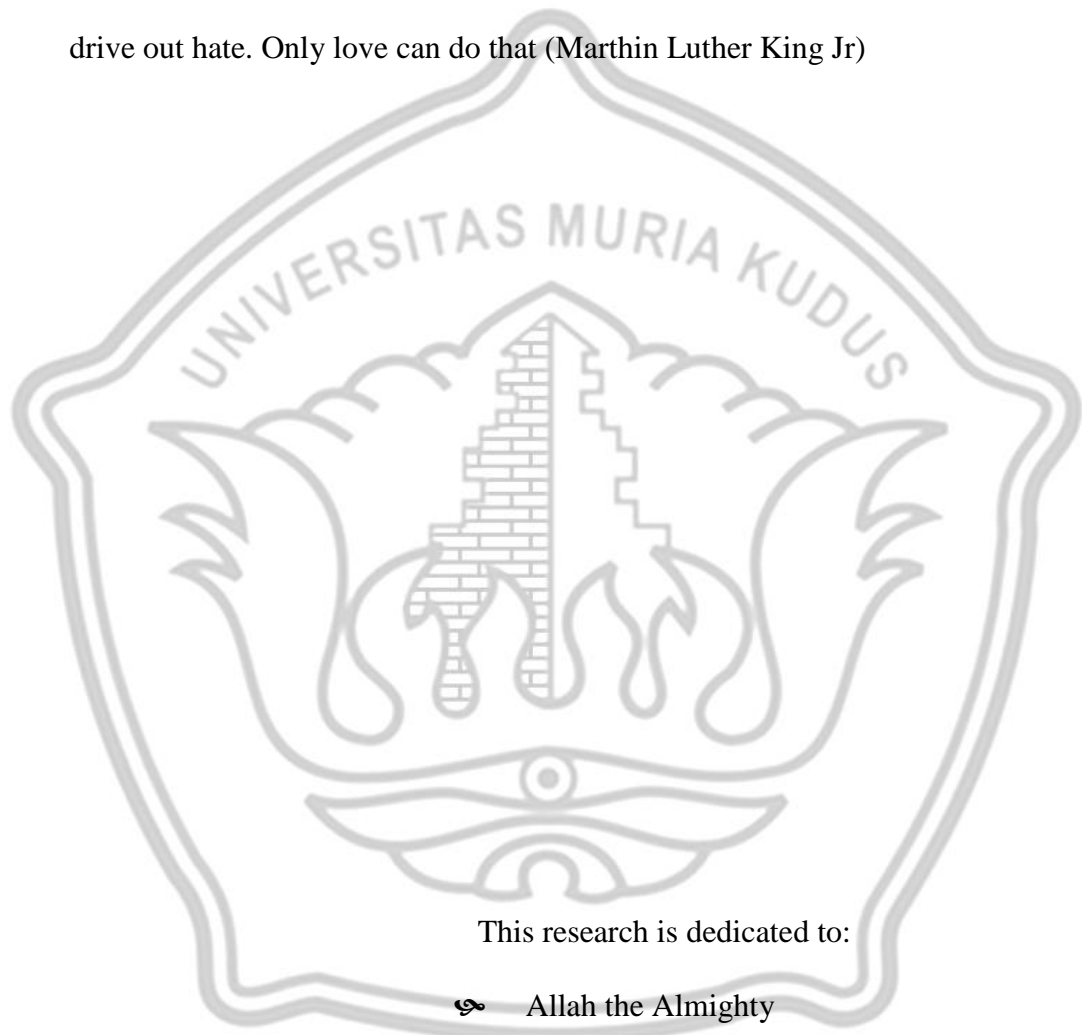 drive out hate. Only love can do that (Marthin Luther King Jr)
UNIVERSITAS MURIA KUDUS
This research is dedicated to:
Allah the Almighty